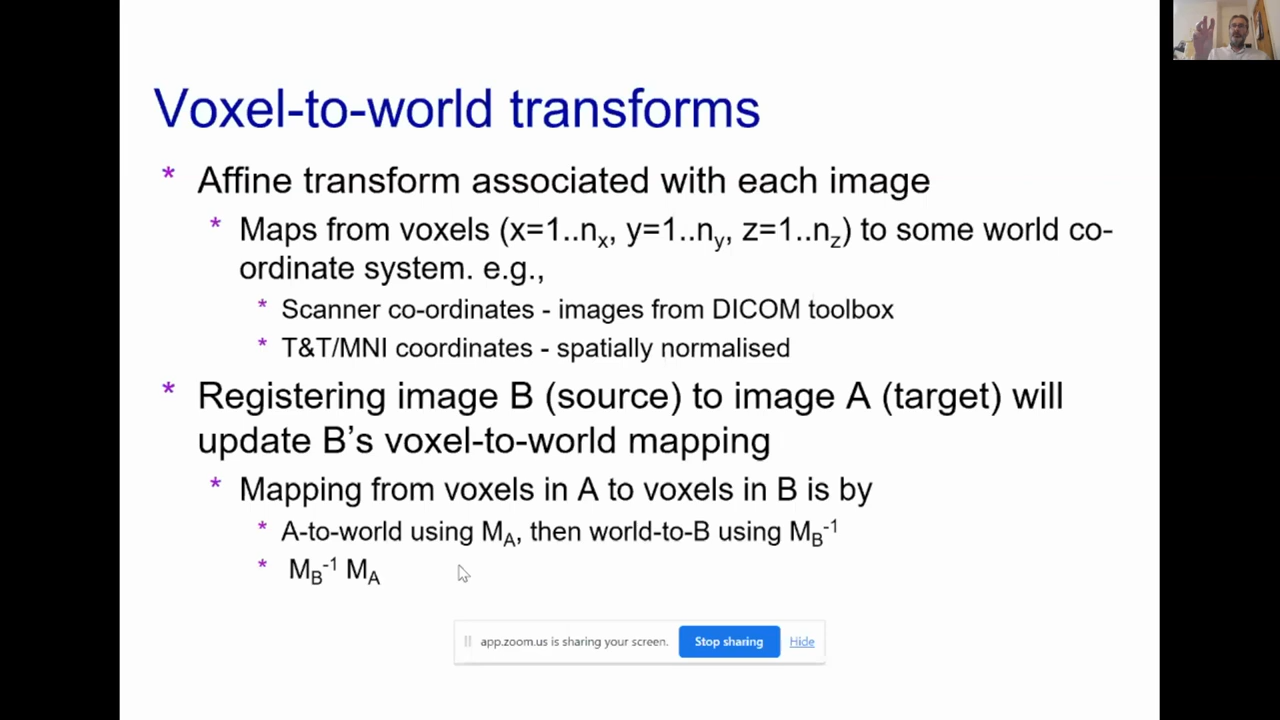 Voxel-to-world transforms
* Affine transform associated with each image
* Maps from voxels (x=1..nx, y=1..ny, z=1..nz) to some world co-
ordinate system. e.g.,
* Scanner co-ordinates - images from DICOM toolbox
* T&T/MNI coordinates - spatially normalised
* Registering image B (source) to image A (target) will
update B’s voxel-to-world mapping
* Mapping from voxels in A to voxels in B is by
* A-to-world using MA, then world-to-B using MB-1
* MB-1 MA
app.zoom.us is sharing your screen. Stop sharing Hide